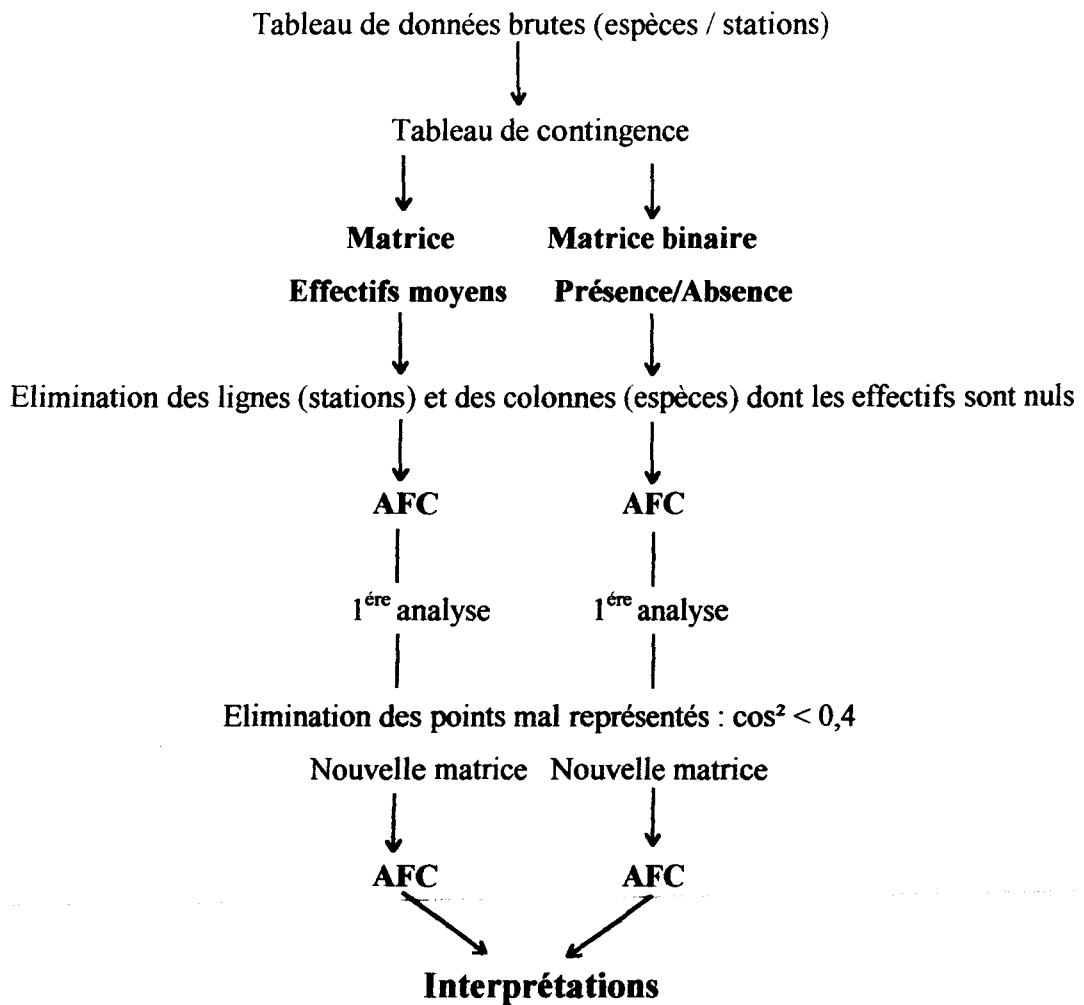 Tableau de données brutes (espèces / stations)
Tableau de contingence
Matrice Matrice binaire
Effectifs moyens Présence/Absence
Elimination des lignes (stations) et des colonnes (espèces) dont les effectifs sont nuls
AFC AFC
1ére analyse 1ére analyse
Elimination des points mal représentés : cos² < 0,4
Nouvelle matrice Nouvelle matrice
AFC AFC
Interprétations